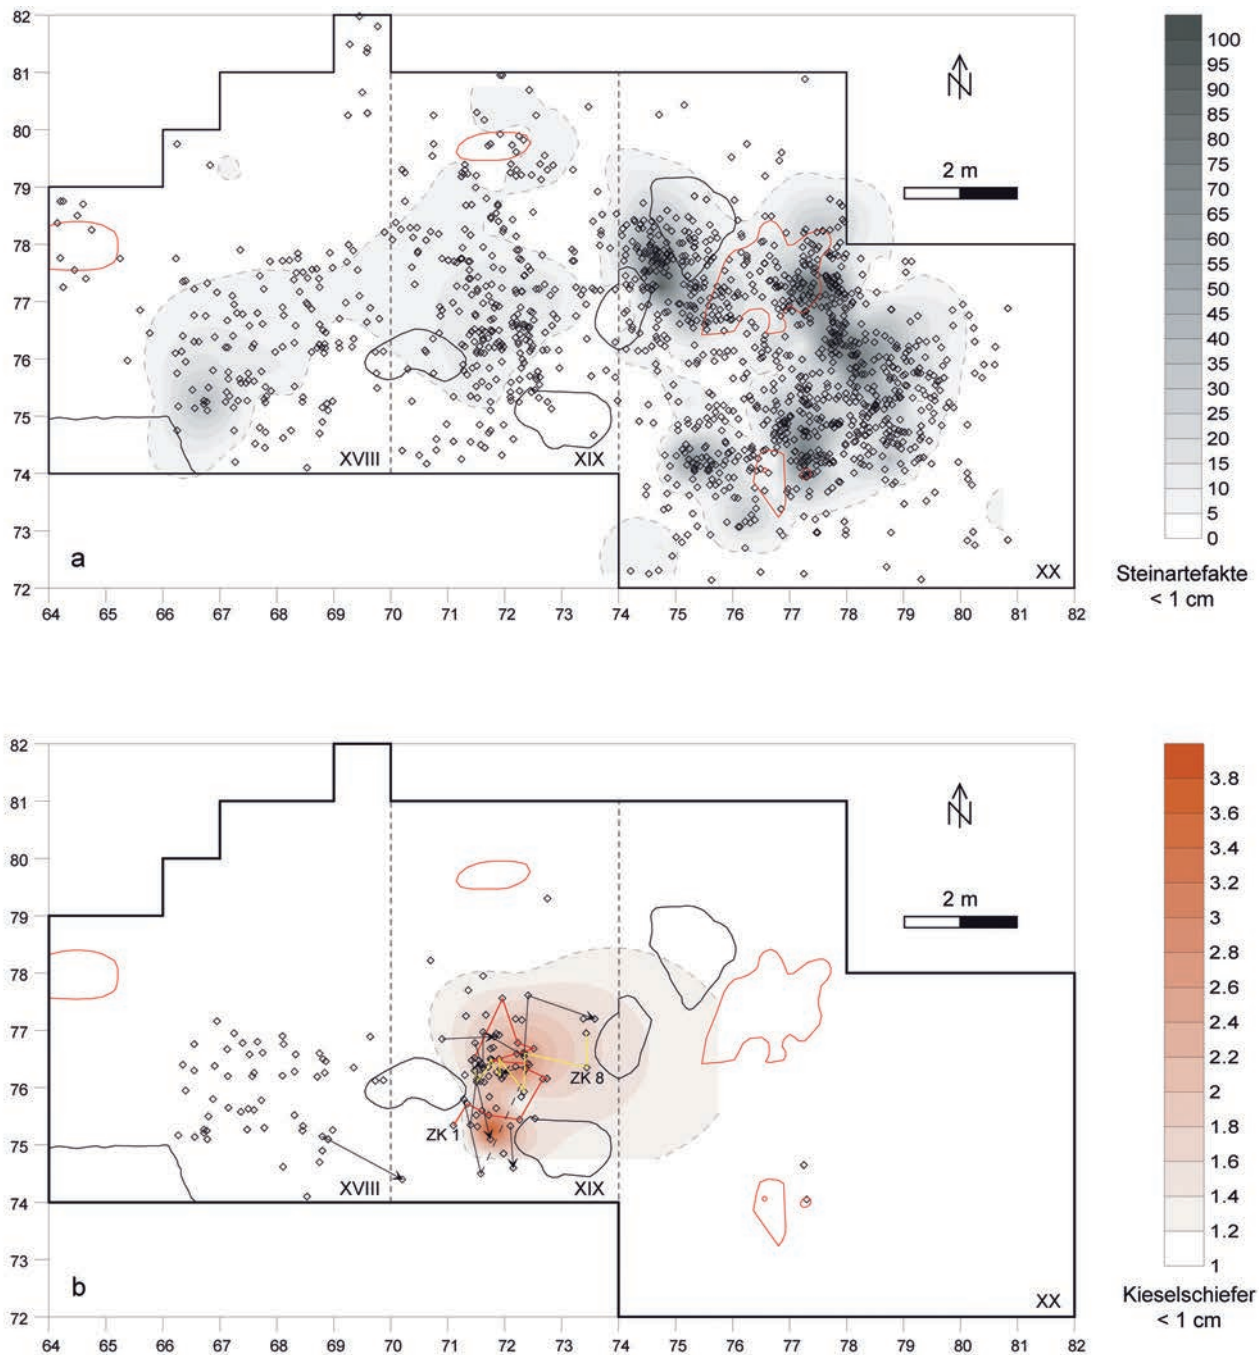 82
81
80
79
78
77
76
75
74
73
72
64 65 66 67 68 69 70 71 72 73 74 75 76 77 78 79 80 81 82
N
2 m
XVIII
XIX
XX
a
100
95
90
85
80
75
70
65
60
55
50
45
40
35
30
25
20
15
10
5
0
Steinartefakte
< 1 cm
82
81
80
79
78
77
76
75
74
73
72
64 65 66 67 68 69 70 71 72 73 74 75 76 77 78 79 80 81 82
N
2 m
ZK 8
ZK 1
XVIII
XIX
XX
b
3.8
3.6
3.4
3.2
3
2.8
2.6
2.4
2.2
2
1.8
1.6
1.4
1.2
1
Kieselschiefer
< 1 cm